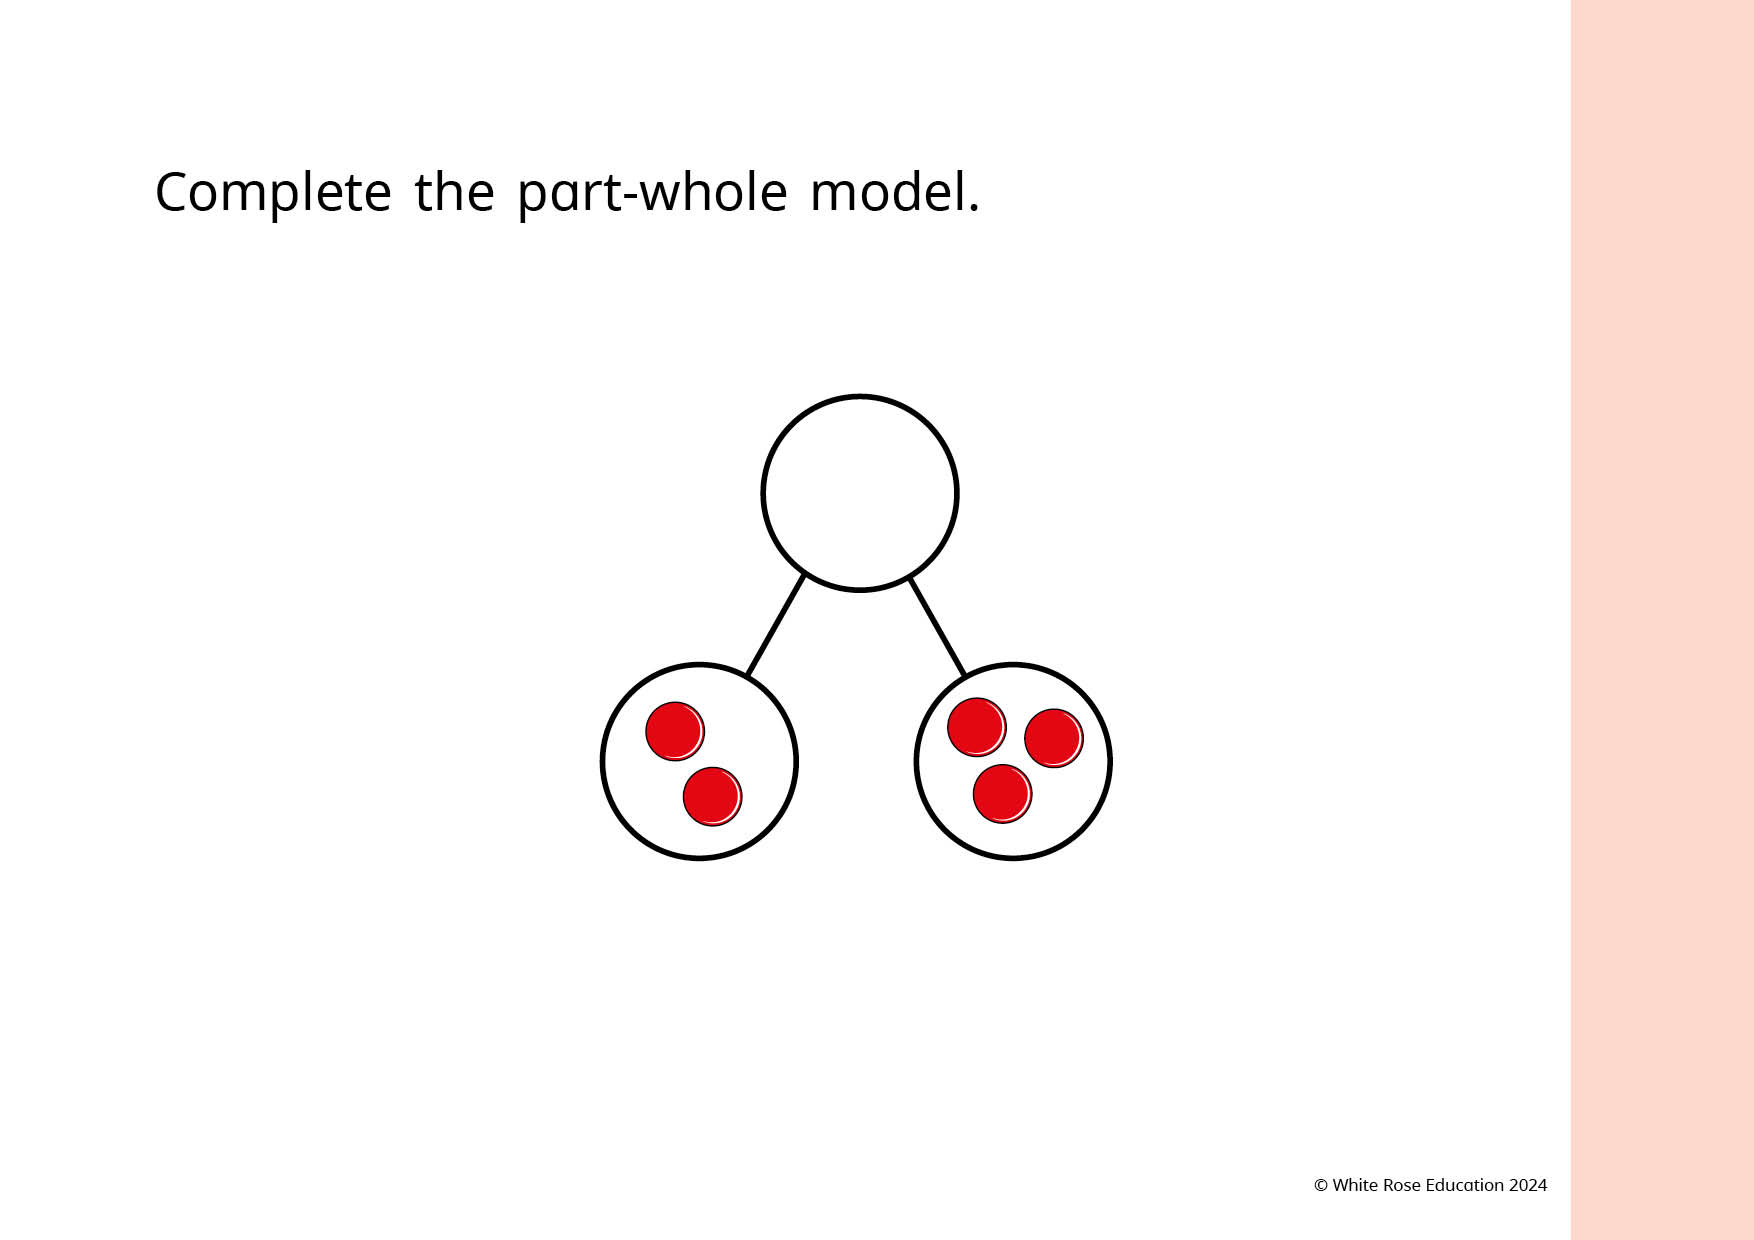 Complete the part-whole model.
© White Rose Education 2024